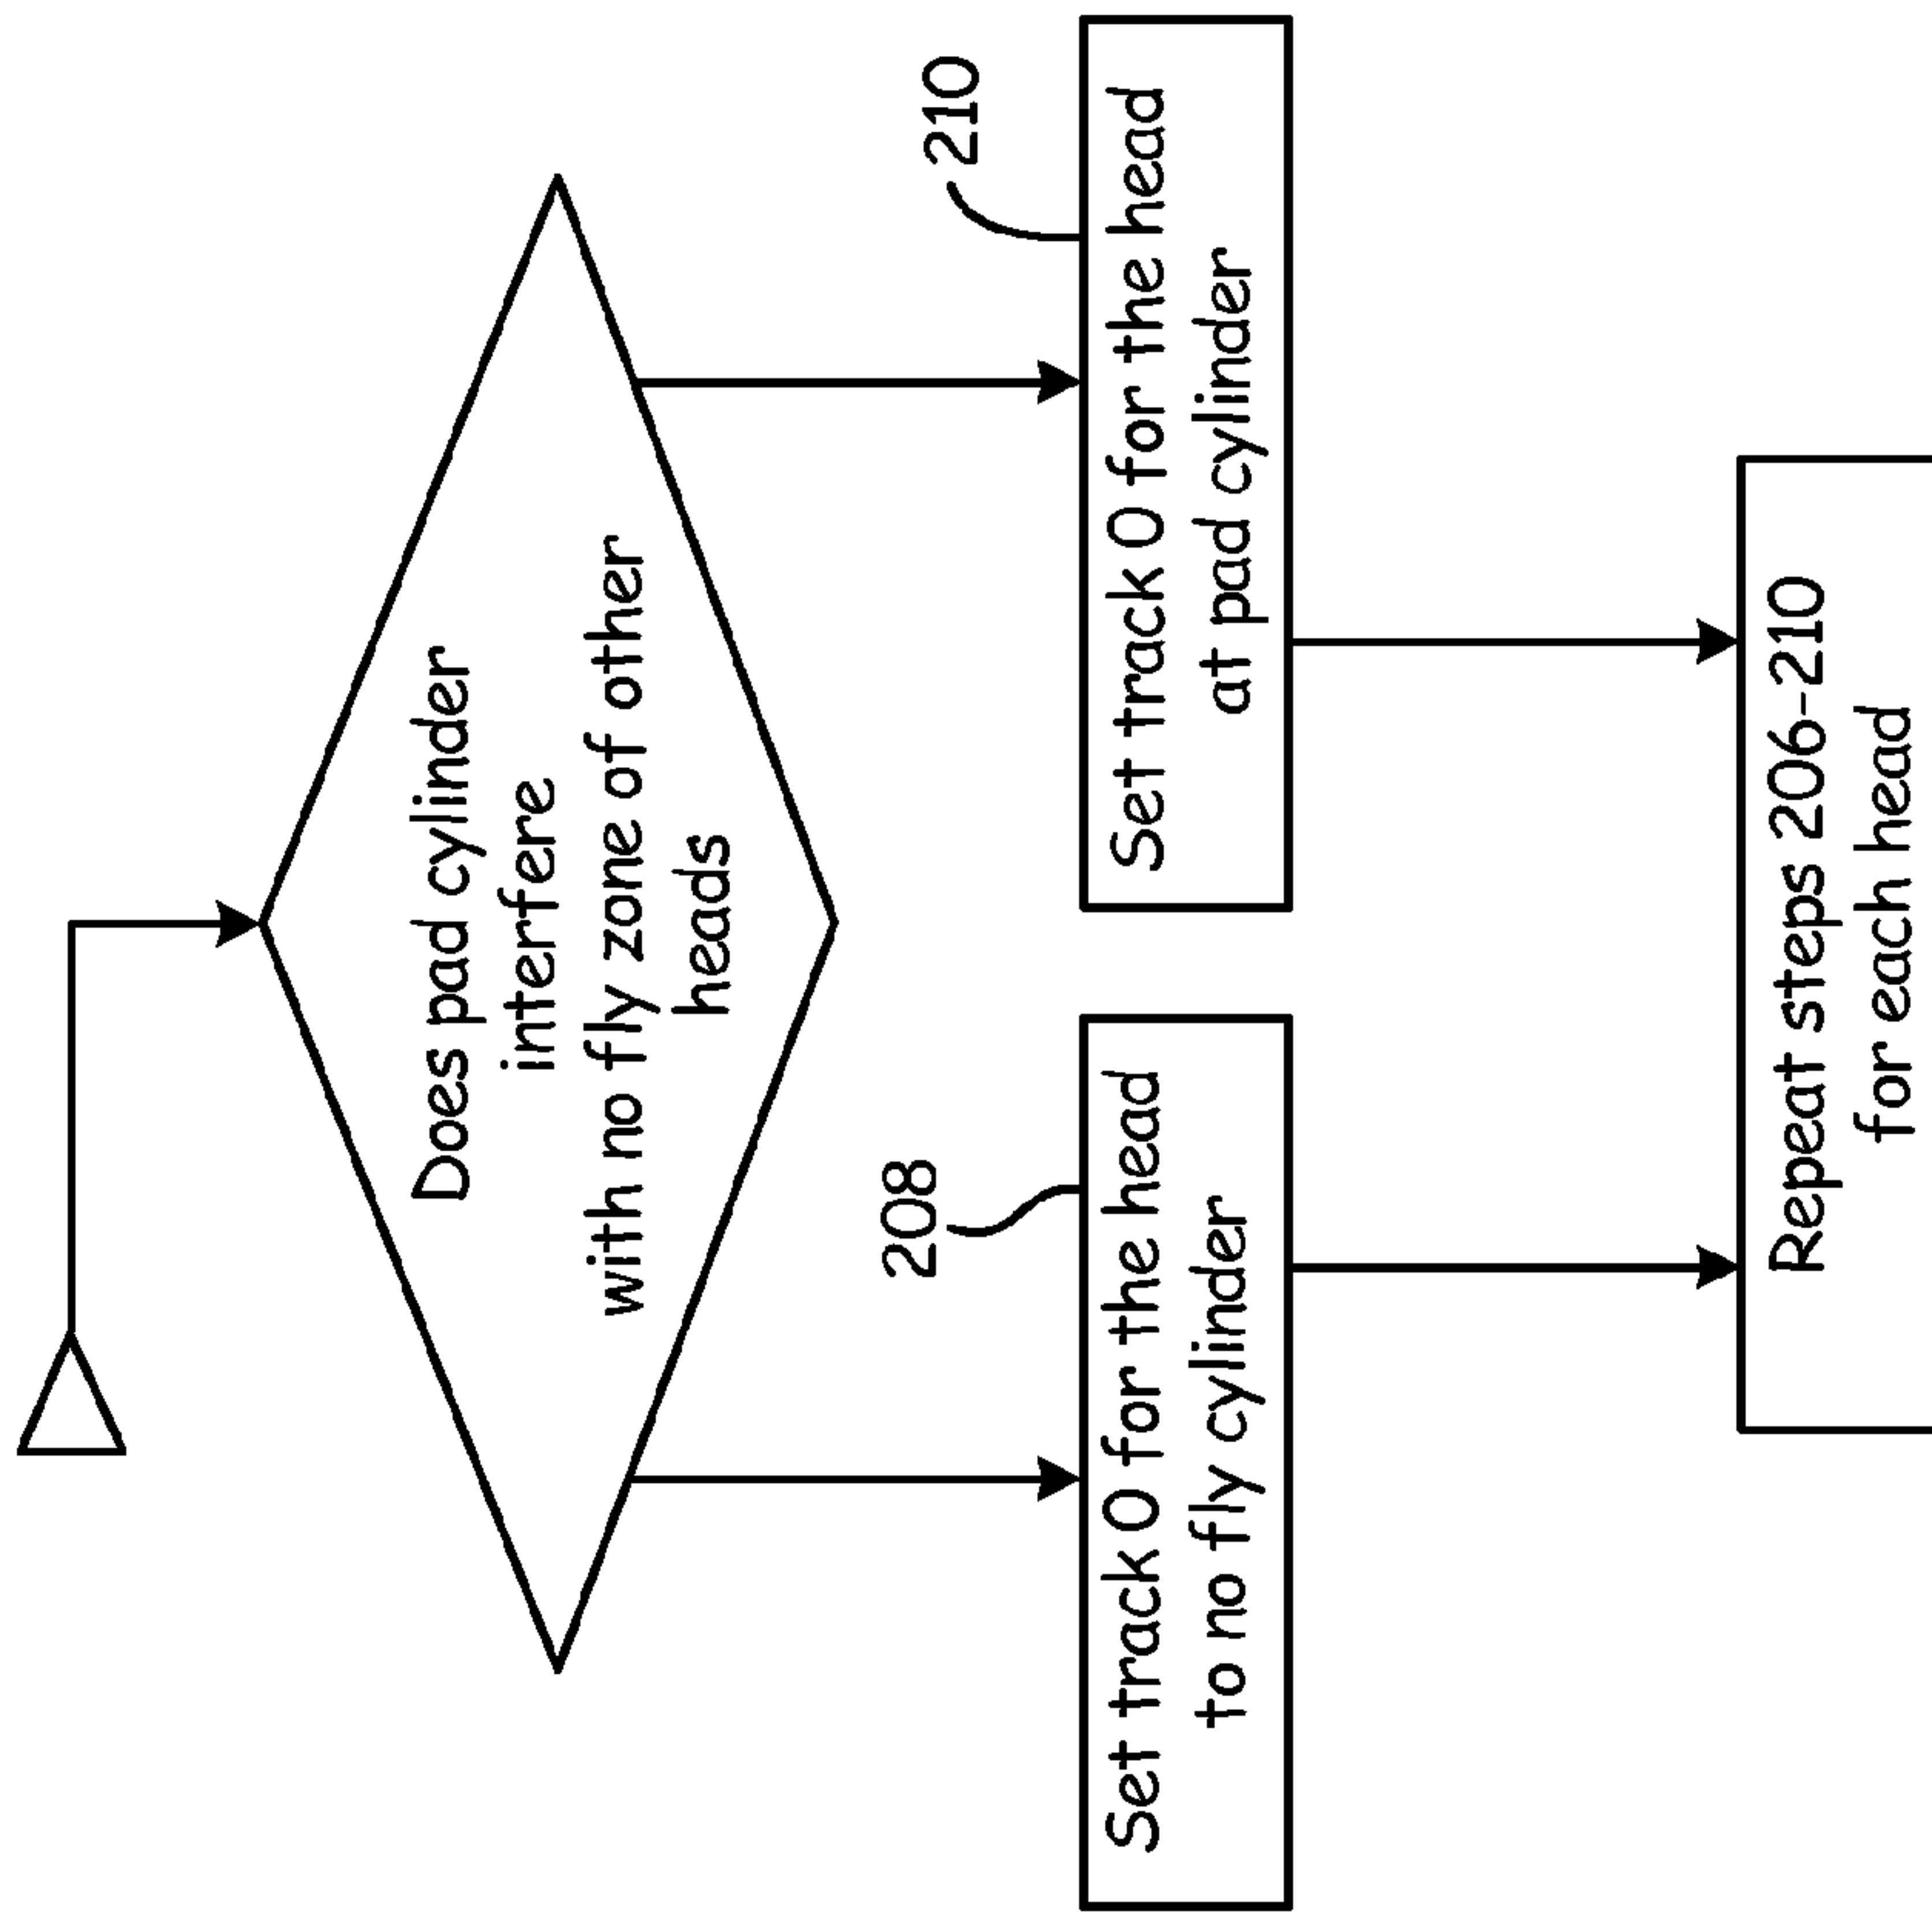 Does pad cylinder
interfere
with no fly zone of other
heads
208
Set track 0 for the head
to no fly cylinder
210
Set track 0 for the head
at pad cylinder
Repeat steps 206-210
for each head